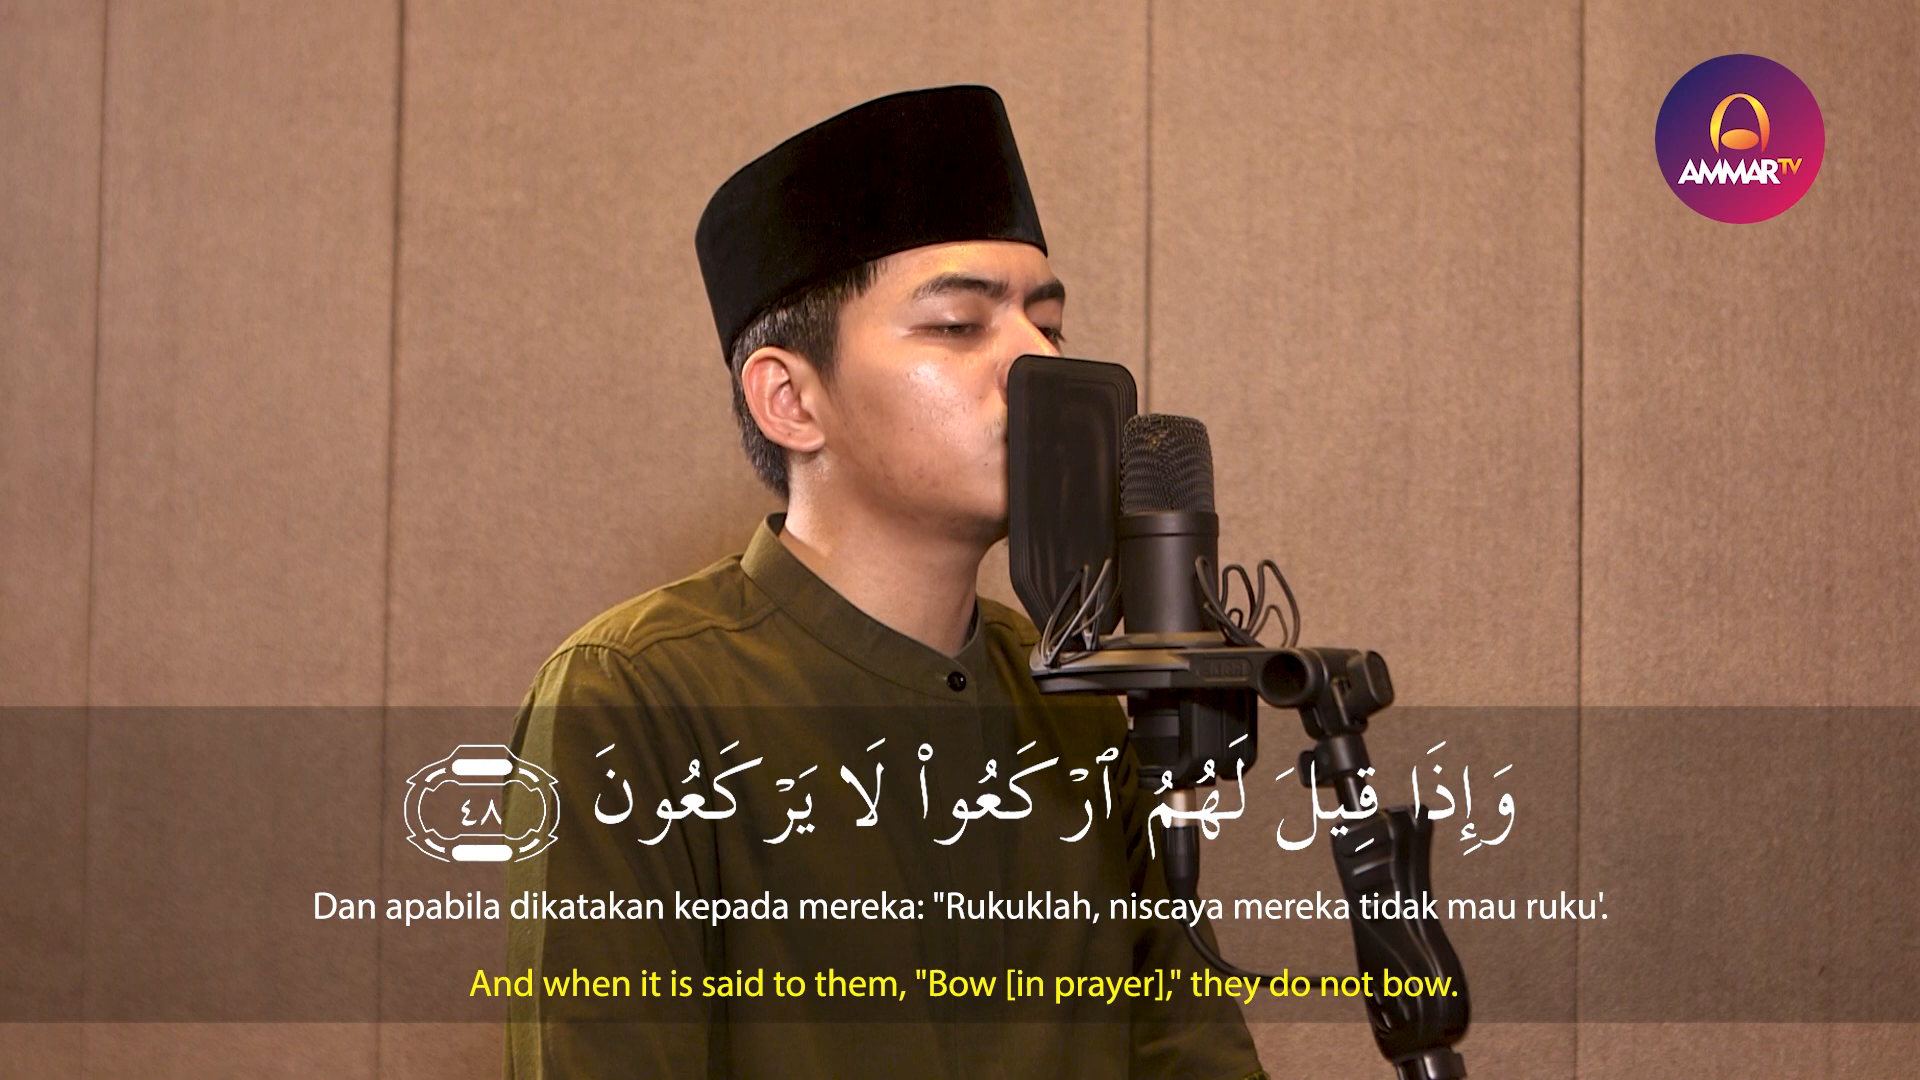 AMMARTV
وَإِذَا قِيلَ لَهُمُ ٱرْكَعُوا۟ لَا يَرْكَعُونَ ٤٨
Dan apabila dikatakan kepada mereka: "Rukuklah, niscaya mereka tidak mau ruku'.
And when it is said to them, "Bow [in prayer]," they do not bow.